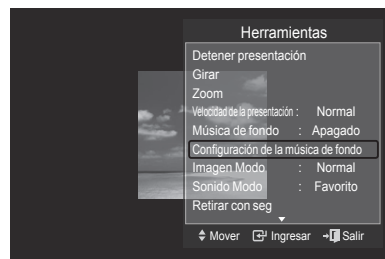 Herramientas
Detener presentación
Girar
Zoom
Velocidad de la presentación : Normal
Música de fondo : Apagado
Configuración de la música de fondo
Imagen Modo : Normal
Sonido Modo : Favorito
Retirar con seg
Mover Ingresar Salir